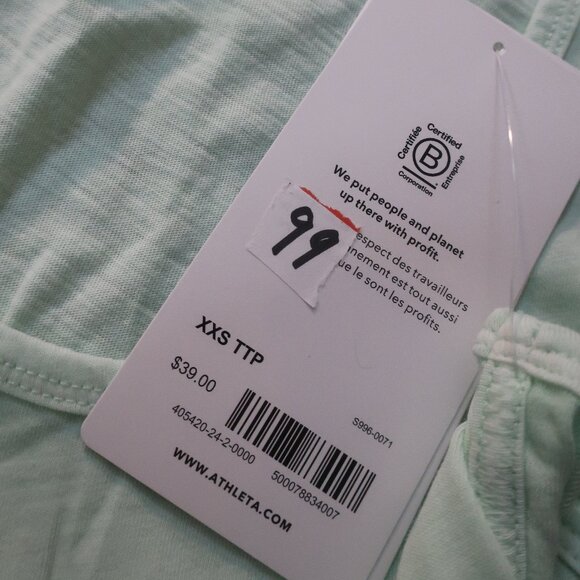 Certifiée
Certified
B
Corporation
Entreprise
We put people and planet
up there with profit.
espect des travailleurs
nement est tout aussi
ue le sont les profits.
99
XXS TTP
$39.00
S996-0071
405420-24-2-0000
500078834007
WWW.ATHLETA.COM